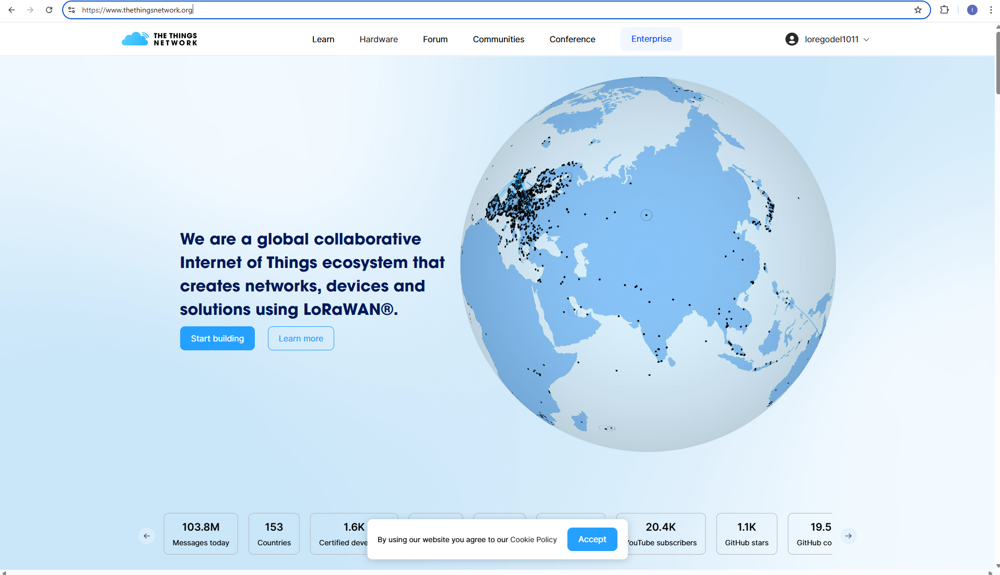 https://www.thethingsnetwork.org
I
THE THINGS
NETWORK
Learn
Hardware
Forum
Communities
Conference
Enterprise
loregodel1011
We are a global collaborative
Internet of Things ecosystem that
creates networks, devices and
solutions using LoRaWAN®.
Start building
Learn more
103.8M
Messages today
153
Countries
1.6K
Certified deve
By using our website you agree to our Cookie Policy
Accept
20.4K
YouTube subscribers
1.1K
GitHub stars
19.5
GitHub co